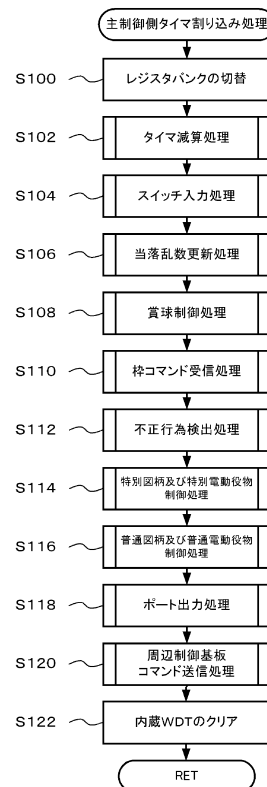 主制御側タイマ割り込み処理
S100
レジスタバンクの切替
S102
タイマ減算処理
S104
スイッチ入力処理
S106
当落乱数更新処理
S108
賞球制御処理
S110
枠コマンド受信処理
S112
不正行為検出処理
S114
特別図柄及び特別電動役物
制御処理
S116
普通図柄及び普通電動役物
制御処理
S118
ポート出力処理
S120
周辺制御基板
コマンド送信処理
S122
内蔵WDTのクリア
RET